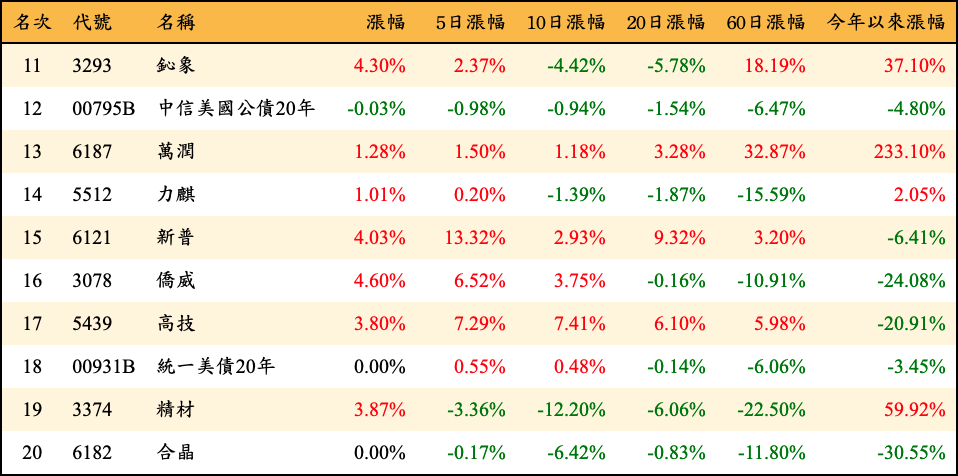 名次 代號 名稱 漲幅 5日漲幅 10日漲幅 20日漲幅 60日漲幅 今年以來漲幅
11 3293 鈊象 4.30% 2.37% -4.42% -5.78% 18.19% 37.10%
12 00795B 中信美國公債20年 -0.03% -0.98% -0.94% -1.54% -6.47% -4.80%
13 6187 萬潤 1.28% 1.50% 1.18% 3.28% 32.87% 233.10%
14 5512 力麒 1.01% 0.20% -1.39% -1.87% -15.59% 2.05%
15 6121 新普 4.03% 13.32% 2.93% 9.32% 3.20% -6.41%
16 3078 僑威 4.60% 6.52% 3.75% -0.16% -10.91% -24.08%
17 5439 高技 3.80% 7.29% 7.41% 6.10% 5.98% -20.91%
18 00931B 統一美債20年 0.00% 0.55% 0.48% -0.14% -6.06% -3.45%
19 3374 精材 3.87% -3.36% -12.20% -6.06% -22.50% 59.92%
20 6182 合晶 0.00% -0.17% -6.42% -0.83% -11.80% -30.55%